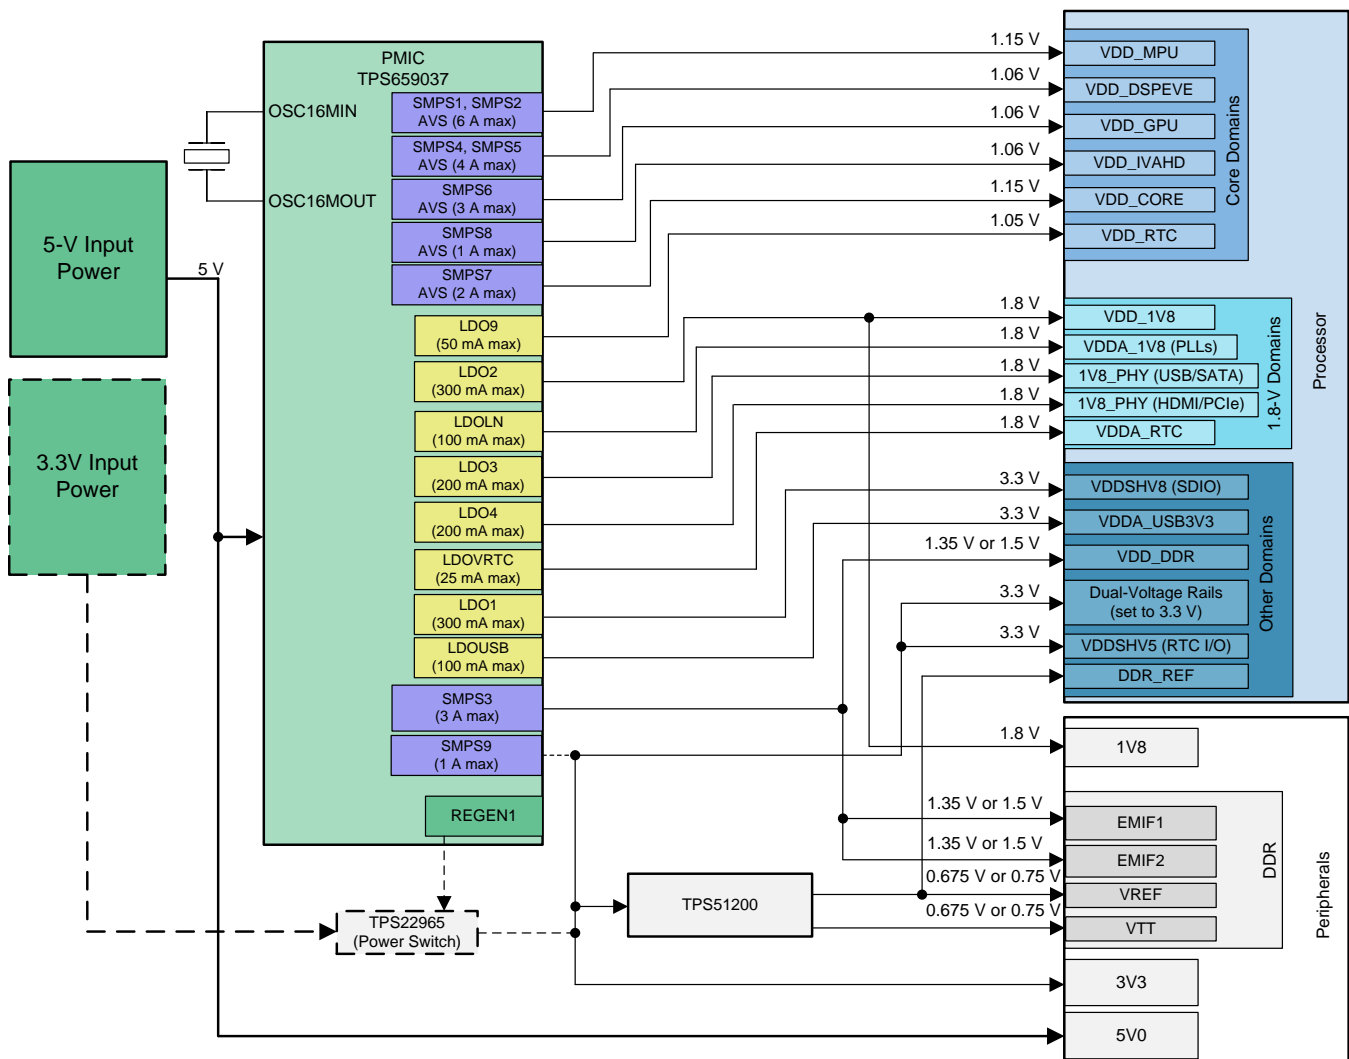 5-V Input
Power
5 V
3.3V Input
Power
PMIC
TPS659037
OSC16MIN
OSC16MOUT
SMPS1, SMPS2
AVS (6 A max)
SMPS4, SMPS5
AVS (4 A max)
SMPS6
AVS (3 A max)
SMPS8
AVS (1 A max)
SMPS7
AVS (2 A max)
LDO9
(50 mA max)
LDO2
(300 mA max)
LDOLN
(100 mA max)
LDO3
(200 mA max)
LDO4
(200 mA max)
LDOVRTC
(25 mA max)
LDO1
(300 mA max)
LDOUSB
(100 mA max)
SMPS3
(3 A max)
SMPS9
(1 A max)
REGEN1
TPS22965
(Power Switch)
TPS51200
1.15 V
1.06 V
1.06 V
1.06 V
1.15 V
1.05 V
1.8 V
1.8 V
1.8 V
1.8 V
1.8 V
3.3 V
3.3 V
1.35 V or 1.5 V
3.3 V
3.3 V
1.8 V
1.35 V or 1.5 V
1.35 V or 1.5 V
0.675 V or 0.75 V
0.675 V or 0.75 V
VDD_MPU
VDD_DSPEVE
VDD_GPU
VDD_IVAHD
VDD_CORE
VDD_RTC
Core Domains
VDD_1V8
VDDA_1V8 (PLLs)
1V8_PHY (USB/SATA)
1V8_PHY (HDMI/PCIe)
VDDA_RTC
1.8-V Domains
VDDSHV8 (SDIO)
VDDA_USB3V3
VDD_DDR
Dual-Voltage Rails
(set to 3.3 V)
VDDSHV5 (RTC I/O)
DDR_REF
Other Domains
Processor
1V8
EMIF1
EMIF2
VREF
VTT
DDR
3V3
5V0
Peripherals